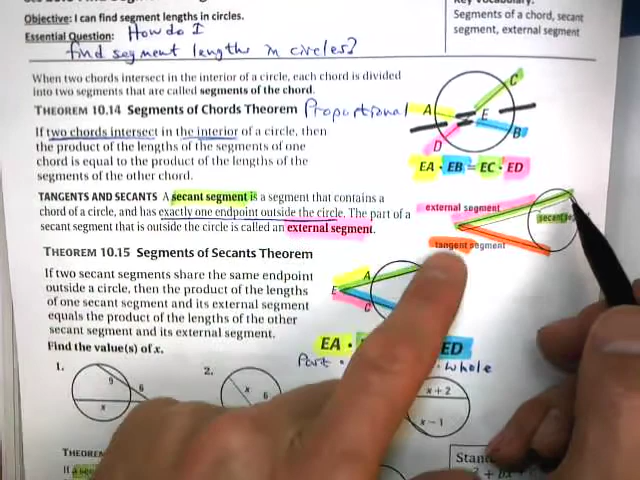 Objective: I can find segment lengths in circles.
Essential Question: How do I
find segment lengths in circles?
Segments of a chord, secant
segment, external segment
When two chords intersect in the interior of a circle, each chord is divided
into two segments that are called segments of the chord.
THEOREM 10.14 Segments of Chords Theorem Proportional
If two chords intersect in the interior of a circle, then
the product of the lengths of the segments of one
chord is equal to the product of the lengths of the
segments of the other chord.
A
C
E
B
D
EA · EB = EC · ED
TANGENTS AND SECANTS A secant segment is a segment that contains a
chord of a circle, and has exactly one endpoint outside the circle. The part of a
secant segment that is outside the circle is called an external segment.
external segment
secant
tangent segment
THEOREM 10.15 Segments of Secants Theorem
If two secant segments share the same endpoint
outside a circle, then the product of the lengths
of one secant segment and its external segment
equals the product of the lengths of the other
secant segment and its external segment.
A
E
C
EA ·
ED
Part ·
· whole
Find the value(s) of x.
1.
9
6
x
2.
x
6
x + 2
x − 1
THEOREM
If a sec
Stan